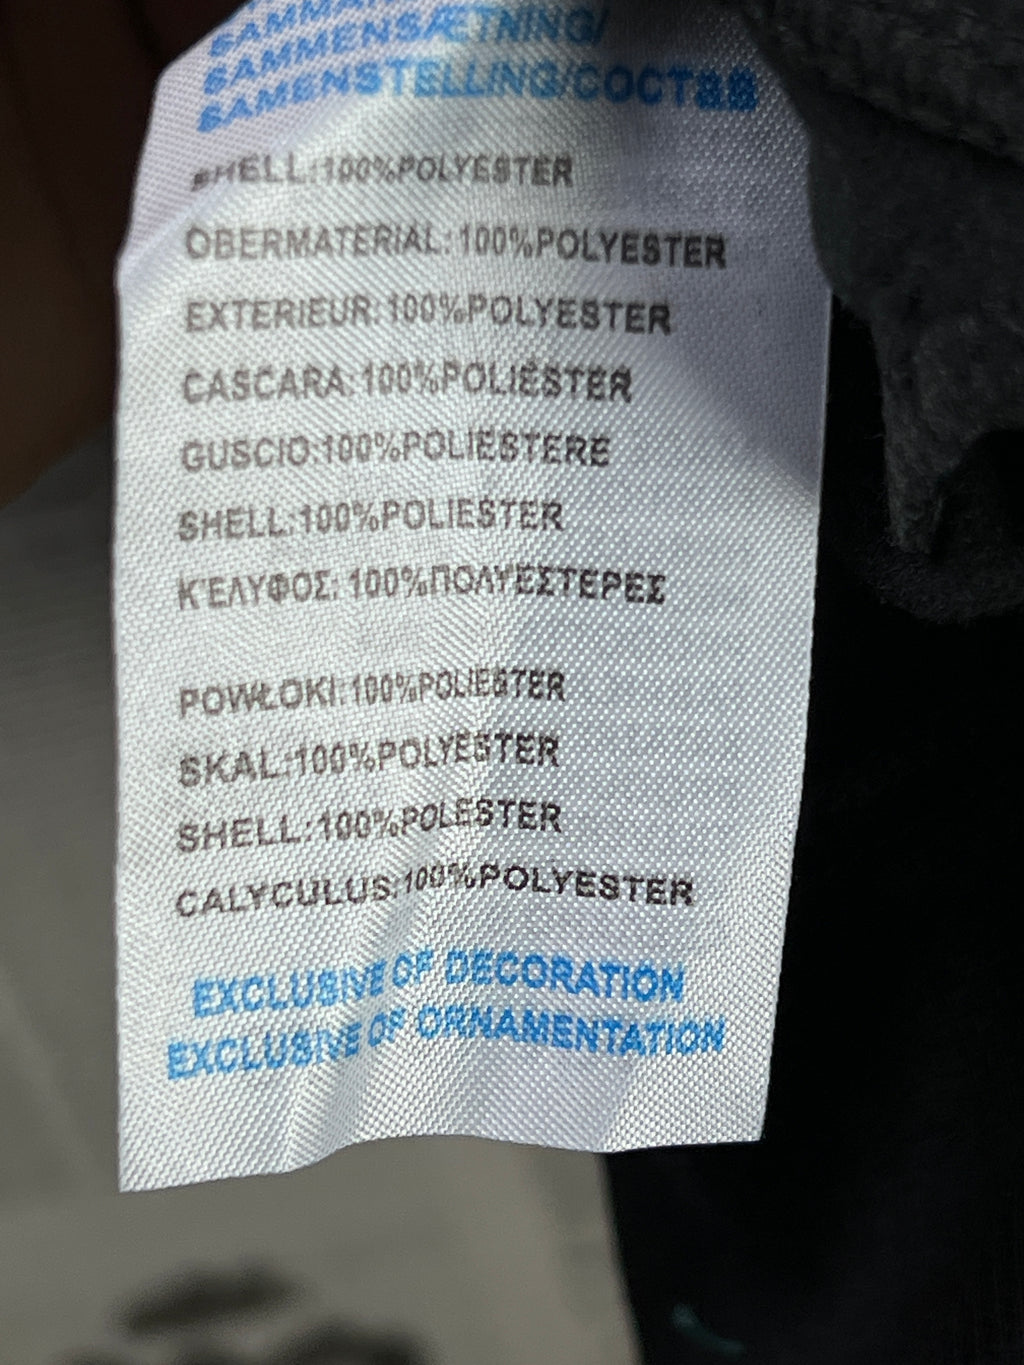 SAMMENSÆTNING/
SAMENSTELLING/COCTaB
SHELL:100%POLYESTER
OBERMATERIAL:100%POLYESTER
EXTERIEUR:100%POLYESTER
CASCARA:100%POLIÉSTER
GUSCIO:100%POLIESTERE
SHELL:100%POLIESTER
ΚΈΛΥΦΟΣ: 100%ΠΟΛΥΕΣΤΕΡΕΣ
POWŁOKI:100%POLIESTER
SKAL:100%POLYESTER
SHELL:100%POLESTER
CALYCULUS:100%POLYESTER
EXCLUSIVE OF DECORATION
EXCLUSIVE OF ORNAMENTATION